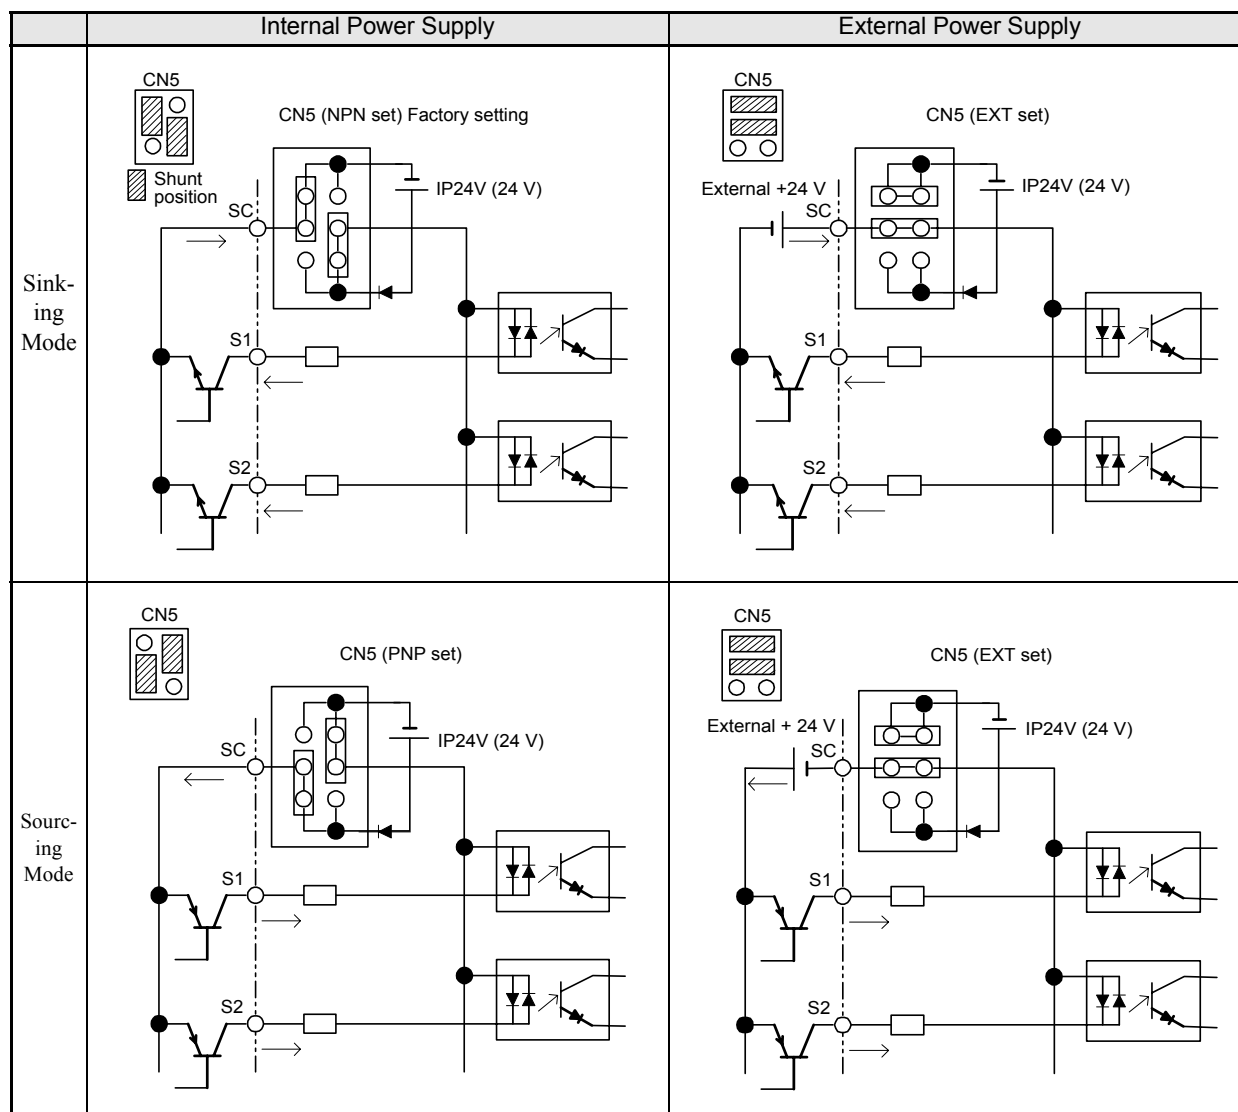 Internal Power Supply
External Power Supply
Sink-
ing
Mode
CN5
CN5 (NPN set) Factory setting
Shunt
position
IP24V (24 V)
SC
S1
S2
CN5
CN5 (EXT set)
External +24 V
IP24V (24 V)
SC
S1
S2
Sourc-
ing
Mode
CN5
CN5 (PNP set)
IP24V (24 V)
SC
S1
S2
CN5
CN5 (EXT set)
External + 24 V
IP24V (24 V)
SC
S1
S2